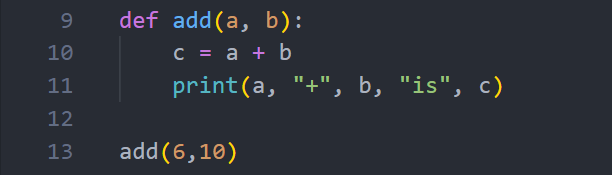 9 def add(a, b):
10     c = a + b
11     print(a, "+", b, "is", c)
12
13 add(6,10)